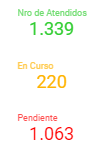 Nro de Atendidos
1.339
En Curso
220
Pendiente
1.063